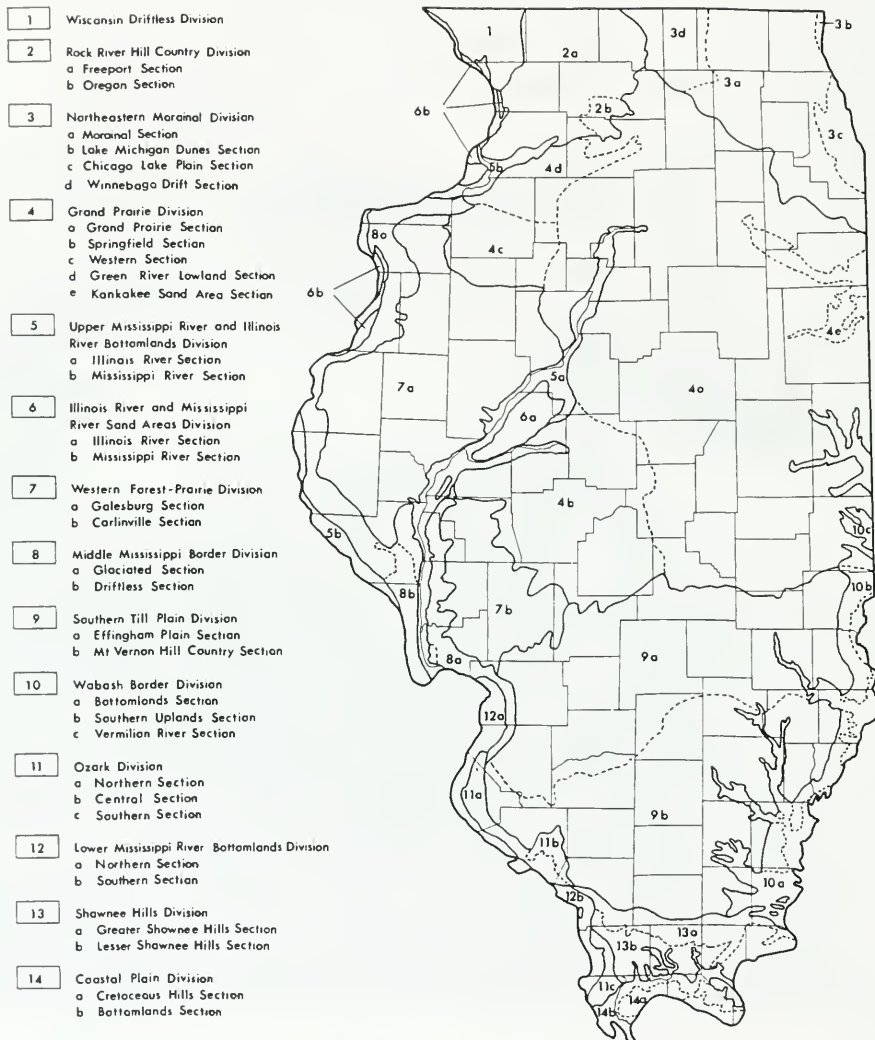 1 Wisconsin Driftless Division
2 Rock River Hill Country Division
a Freeport Section
b Oregon Section
3 Northeastern Morainal Division
a Morainal Section
b Lake Michigan Dunes Section
c Chicago Lake Plain Section
d Winnebago Drift Section
4 Grand Prairie Division
a Grand Prairie Section
b Springfield Section
c Western Section
d Green River Lowland Section
e Kankakee Sand Area Section
5 Upper Mississippi River and Illinois
River Bottomlands Division
a Illinois River Section
b Mississippi River Section
6 Illinois River and Mississippi
River Sand Areas Division
a Illinois River Section
b Mississippi River Section
7 Western Forest-Prairie Division
a Galesburg Section
b Carlinville Section
8 Middle Mississippi Border Division
a Glaciated Section
b Driftless Section
9 Southern Till Plain Division
a Effingham Plain Section
b Mt Vernon Hill Country Section
10 Wabash Border Division
a Bottomlands Section
b Southern Uplands Section
c Vermilion River Section
11 Ozark Division
a Northern Section
b Central Section
c Southern Section
12 Lower Mississippi River Bottomlands Division
a Northern Section
b Southern Section
13 Shawnee Hills Division
a Greater Shawnee Hills Section
b Lesser Shawnee Hills Section
14 Coastal Plain Division
a Cretaceous Hills Section
b Bottomlands Section
1
2a
3d
3b
3a
6b
2b
3c
5b
4d
8a
4c
6b
4e
5a
7a
4a
6a
4b
5b
10c
10b
8b
7b
8a
9a
12a
11a
9b
11b
10a
12b
13a
13b
11c
14a
14b